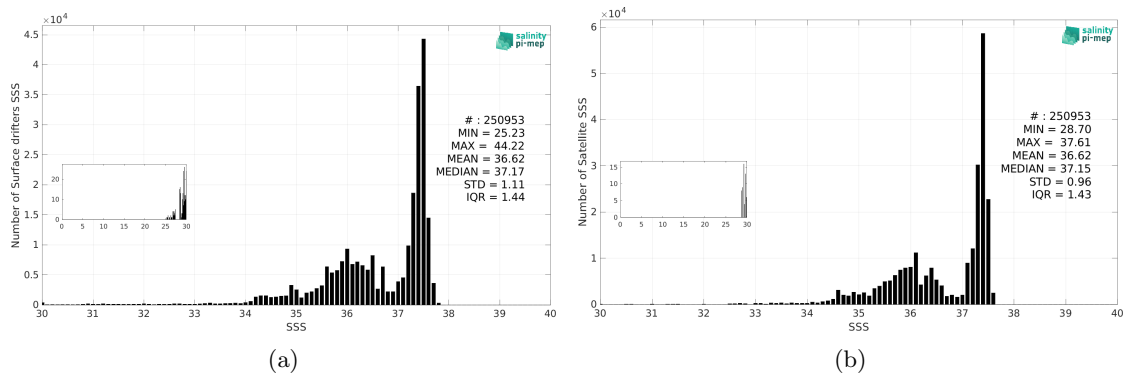 ×10⁴
4.5
4
3.5
3
2.5
2
1.5
1
0.5
0
Number of Surface drifters SSS
salinity
pi-mep
# : 250953
MIN = 25.23
MAX = 44.22
MEAN = 36.62
MEDIAN = 37.17
STD = 1.11
IQR = 1.44
20
10
0
0 5 10 15 20 25 30
30 31 32 33 34 35 36 37 38 39 40
SSS
(a)
×10⁴
6
5
4
3
2
1
0
Number of Satellite SSS
salinity
pi-mep
# : 250953
MIN = 28.70
MAX = 37.61
MEAN = 36.62
MEDIAN = 37.15
STD = 0.96
IQR = 1.43
15
10
5
0
0 5 10 15 20 25 30
30 31 32 33 34 35 36 37 38 39 40
SSS
(b)